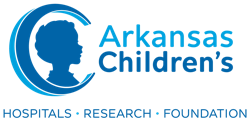 Arkansas
Children's
HOSPITALS • RESEARCH • FOUNDATION